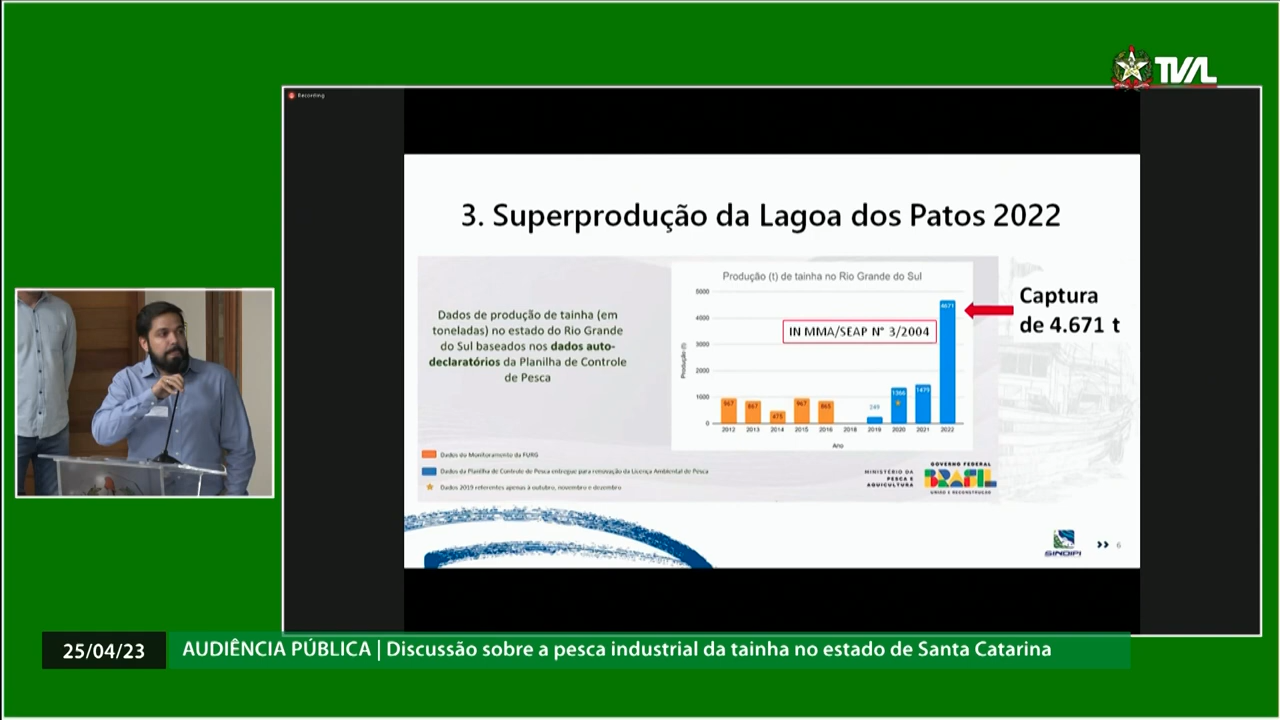 TVAL
Recording
3. Superprodução da Lagoa dos Patos 2022
Dados de produção de tainha (em
toneladas) no estado do Rio Grande
do Sul baseados nos dados auto-
declaratórios da Planilha de Controle
de Pesca
Produção (t) de tainha no Rio Grande do Sul
Produção (t)
5000
4000
3000
2000
1000
0
IN MMA/SEAP N° 3/2004
967
867
475
967
865
249
1366
1479
4671
2012 2013 2014 2015 2016 2018 2019 2020 2021 2022
Ano
Captura
de 4.671 t
Dados do Monitoramento da FURG
Dados da Planilha de Controle de Pesca entregue para renovação da Licença Ambiental de Pesca
Dados 2019 referentes apenas à outubro, novembro e dezembro
MINISTÉRIO DA
PESCA E
AQUICULTURA
GOVERNO FEDERAL
BRASIL
UNIÃO E RECONSTRUÇÃO
SINDIPI
6
25/04/23
AUDIÊNCIA PÚBLICA | Discussão sobre a pesca industrial da tainha no estado de Santa Catarina